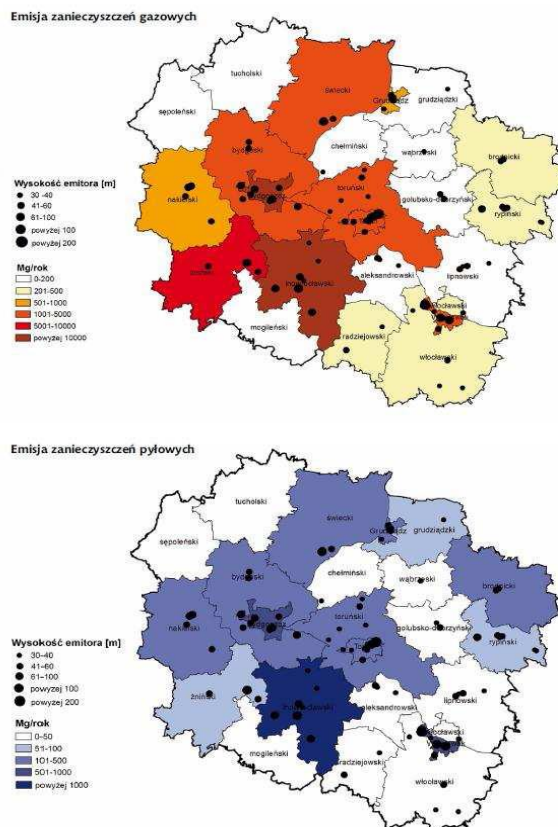 Emisja zanieczyszczeń gazowych
tucholski
świecki
sępoleński
Grudziądz
grudziądzki
chełmiński
bydgoski
wąbrzeski
brodnicki
Wysokość emitora [m]
30 -40
41-60
61-100
powyżej 100
powyżej 200
nakielski
toruński
golubsko-dobrzyński
rypiński
Mg/rok
0-200
201-500
501-1000
1001-5000
5001-10000
powyżej 10000
żniński
inowrocławski
aleksandrowski
lipnowski
mogileński
radziejowski
włocławski
Emisja zanieczyszczeń pyłowych
tucholski
świecki
sępoleński
Grudziądz
grudziądzki
chełmiński
bydgoski
wąbrzeski
brodnicki
nakielski
toruński
golubsko-dobrzyński
rypiński
Wysokość emitora [m]
30-40
41-60
61-100
powyżej 100
powyżej 200
Mg/rok
0-50
51-100
101-500
501-1000
powyżej 1000
żniński
inowrocławski
aleksandrowski
lipnowski
mogileński
radziejowski
włocławski